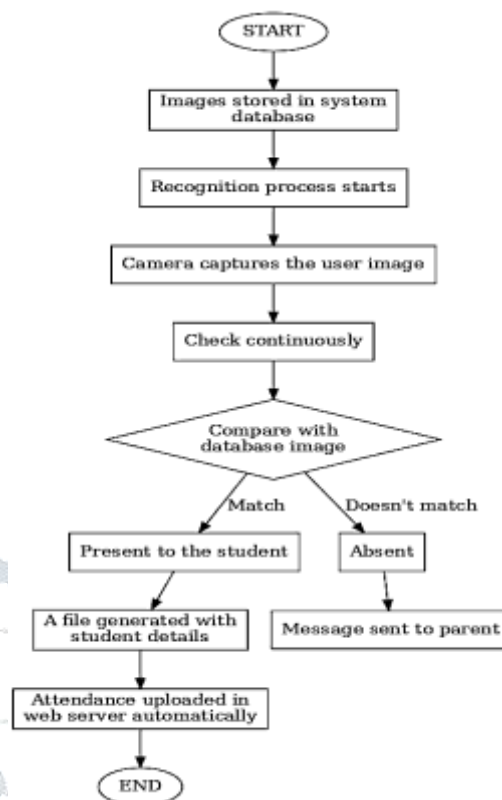 START
Images stored in system
database
Recognition process starts
Camera captures the user image
Check continuously
Compare with
database image
Match
Doesn't match
Present to the student
Absent
A file generated with
student details
Message sent to parent
Attendance uploaded in
web server automatically
END